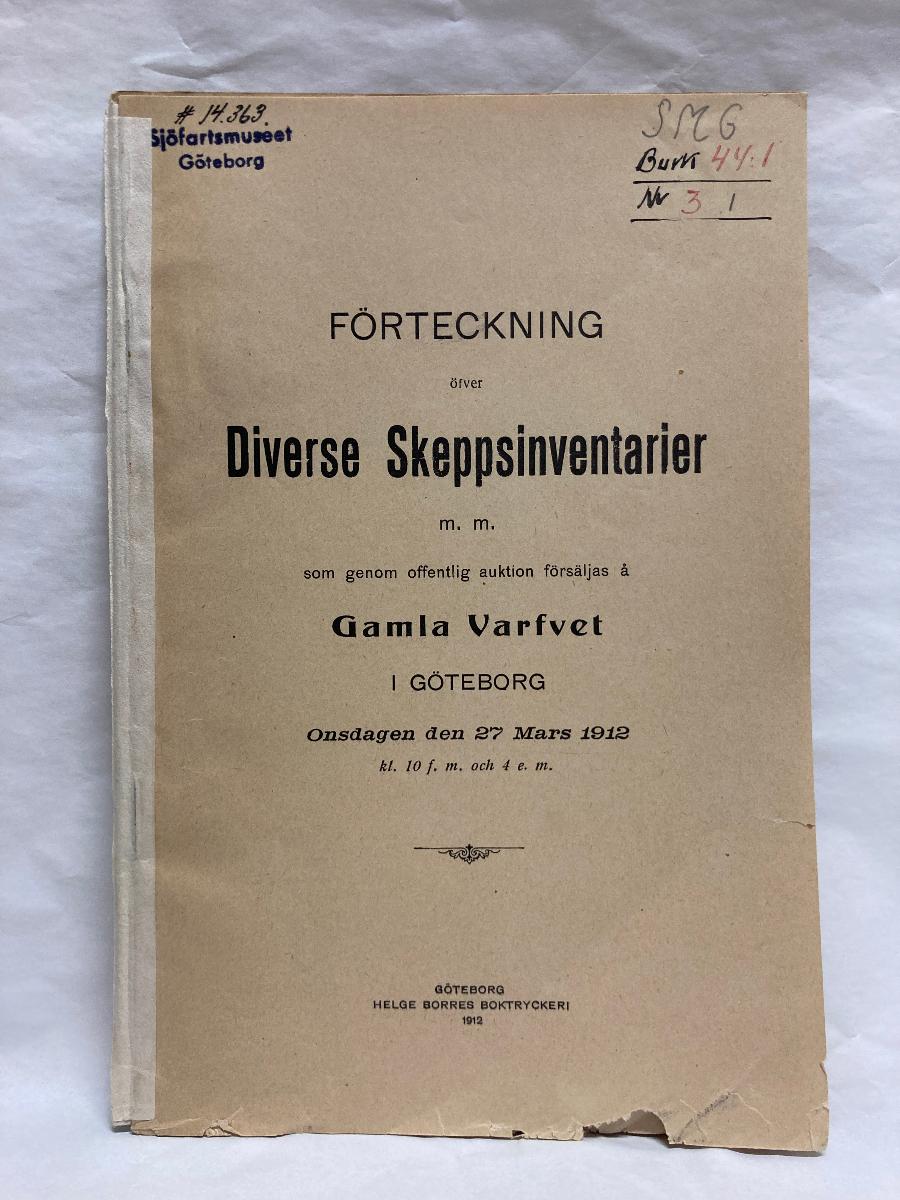 # 14.363.
Sjöfartsmuseet
Göteborg
SMG
Burk 44:1
Nr 3 1
FÖRTECKNING
öfver
Diverse Skeppsinventarier
m. m.
som genom offentlig auktion försäljas å
Gamla Varfvet
I GÖTEBORG
Onsdagen den 27 Mars 1912
kl. 10 f. m. och 4 e. m.
GÖTEBORG
HELGE BORRES BOKTRYCKERI
1912